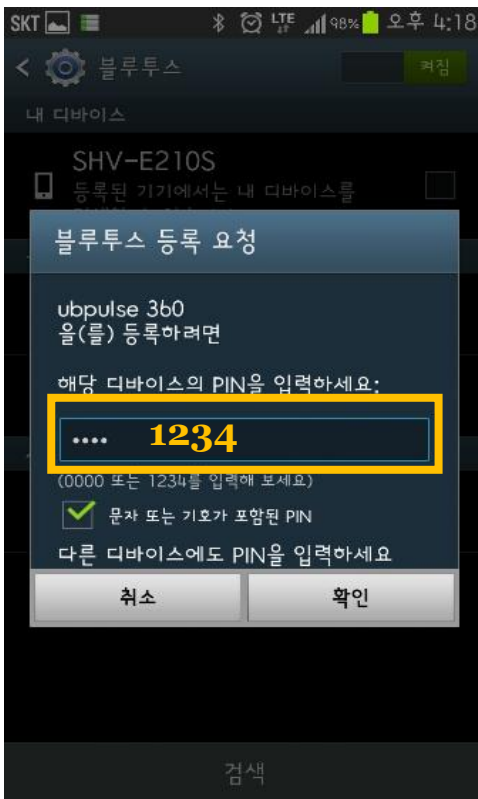 SKT LTE 98% 오후 4:18
블루투스 켜짐
내 디바이스
SHV-E210S
등록된 기기에서는 내 디바이스를
블루투스 등록 요청
ubpulse 360
을(를) 등록하려면
해당 디바이스의 PIN을 입력하세요:
•••• 1234
(0000 또는 1234를 입력해 보세요)
문자 또는 기호가 포함된 PIN
다른 디바이스에도 PIN을 입력하세요
취소 확인
검색